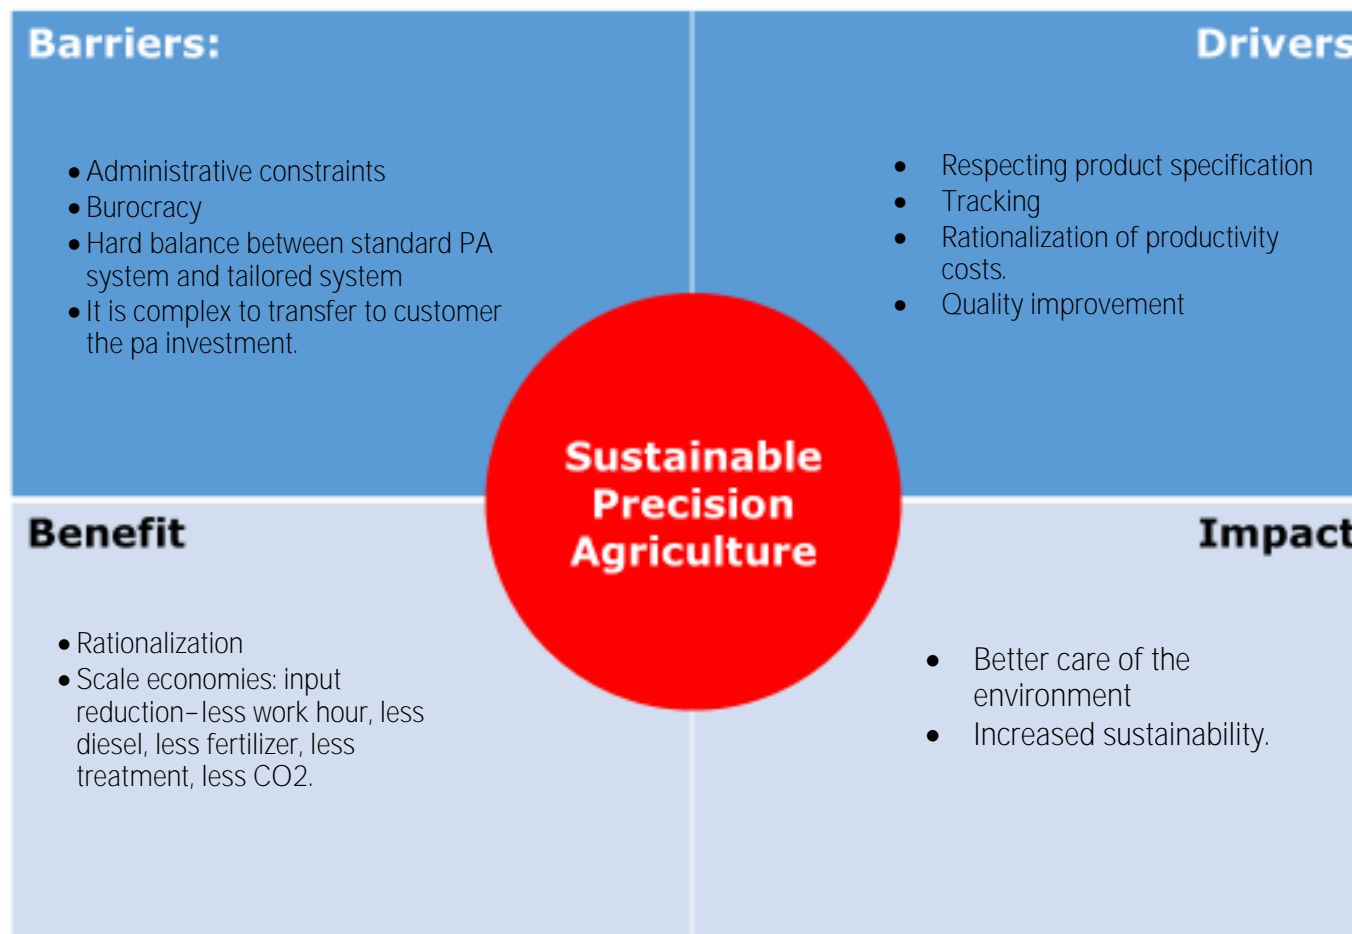 Barriers:
• Administrative constraints
• Burocracy
• Hard balance between standard PA
system and tailored system
• It is complex to transfer to customer
the pa investment.
Drivers
• Respecting product specification
• Tracking
• Rationalization of productivity
costs.
• Quality improvement
Sustainable
Precision
Agriculture
Benefit
• Rationalization
• Scale economies: input
reduction–less work hour, less
diesel, less fertilizer, less
treatment, less CO2.
Impact
• Better care of the
environment
• Increased sustainability.